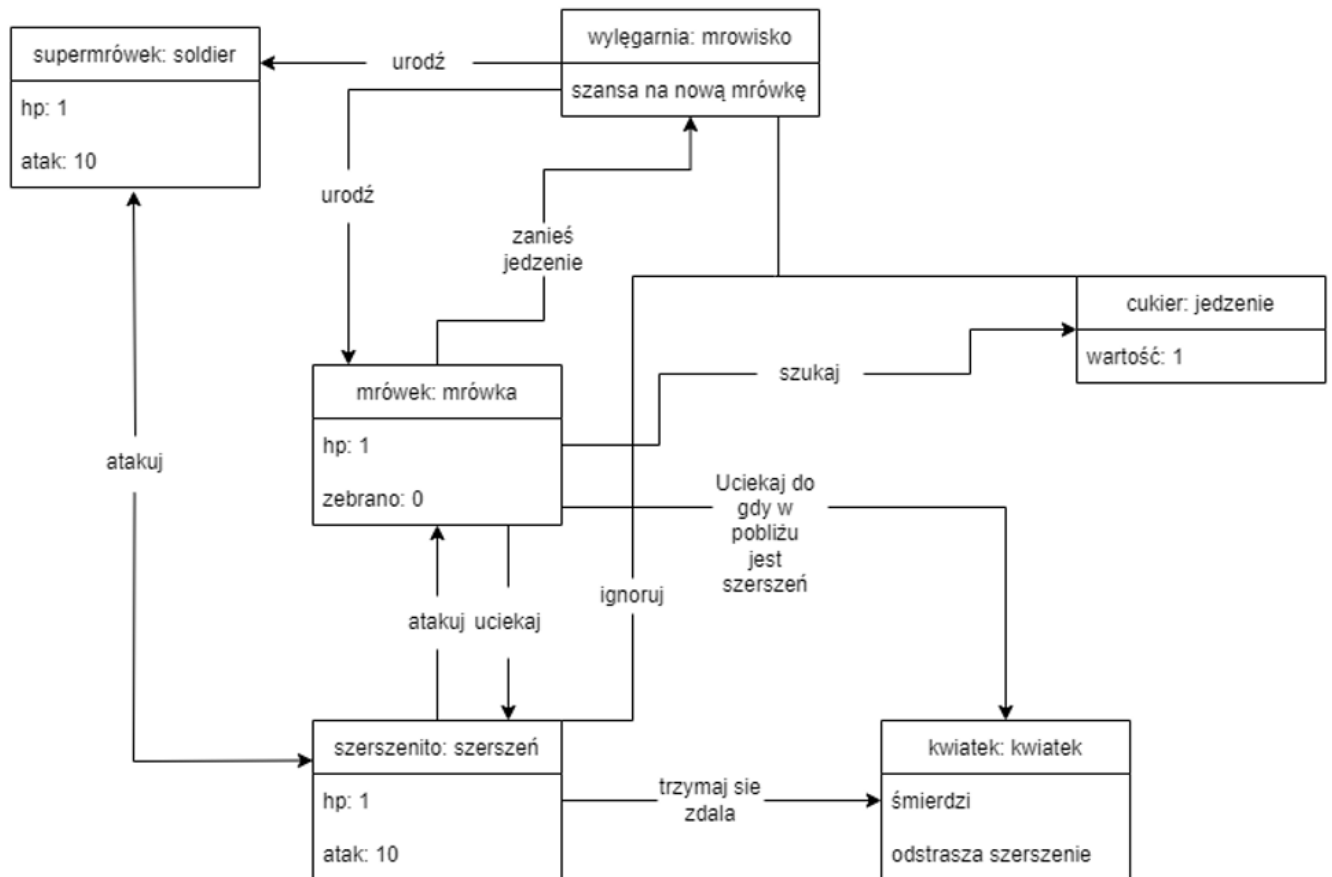 supermrówek: soldier
hp: 1
atak: 10
urodź
wylęgarnia: mrowisko
szansa na nową mrówkę
urodź
zanieś
jedzenie
cukier: jedzenie
wartość: 1
szukaj
mrówek: mrówka
hp: 1
zebrano: 0
atakuj
Uciekaj do
gdy w
pobliżu
jest
szerszeń
ignoruj
atakuj
uciekaj
szerszenito: szerszeń
hp: 1
atak: 10
trzymaj sie
zdala
kwiatek: kwiatek
śmierdzi
odstrasza szerszenie